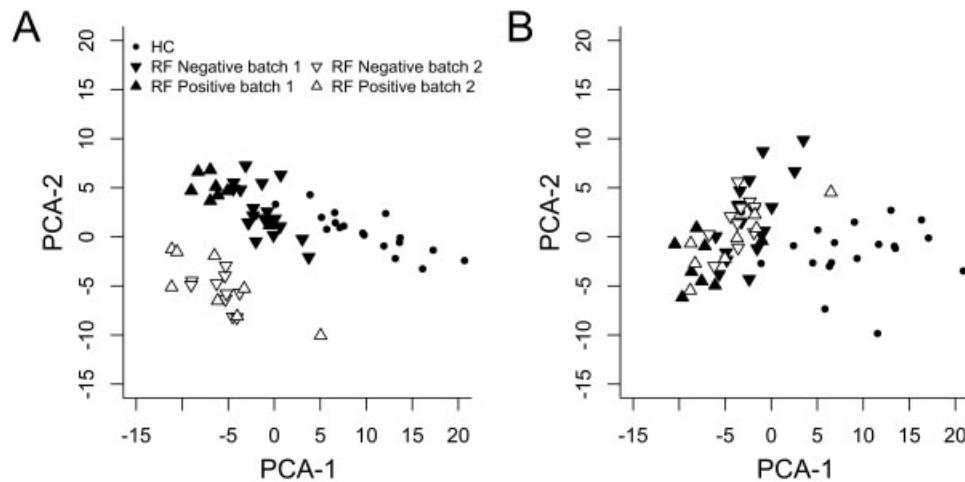 A
B
HC
RF Negative batch 1 RF Negative batch 2
RF Positive batch 1 RF Positive batch 2
PCA-2
20
15
10
5
0
-5
-10
-15
-15 -5 0 5 10 15 20
PCA-1
PCA-2
20
15
10
5
0
-5
-10
-15
-15 -5 0 5 10 15 20
PCA-1